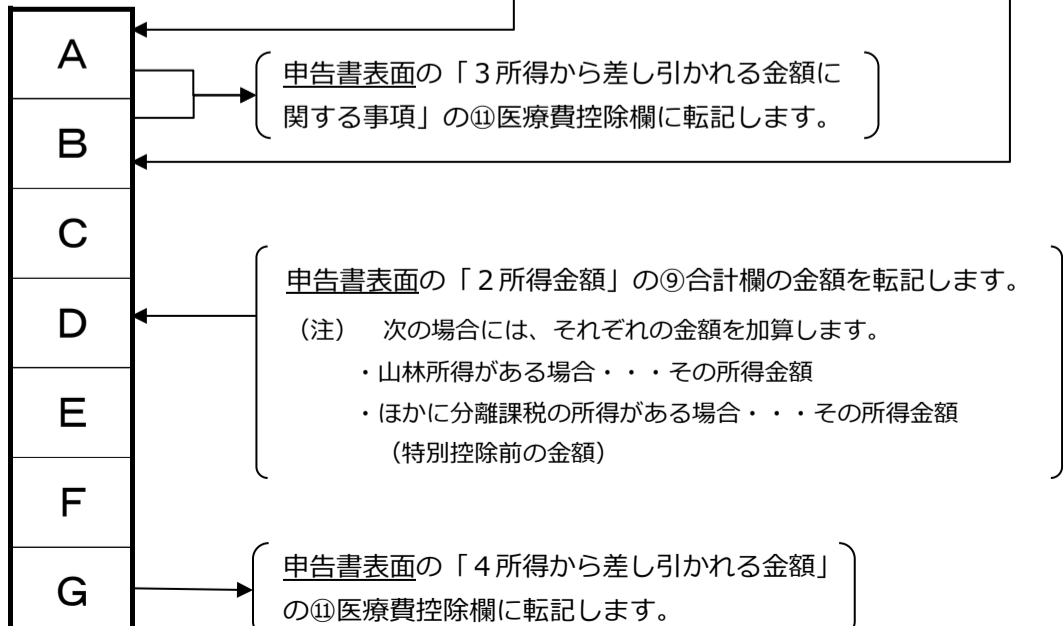 A
申告書表面の「３所得から差し引かれる金額に
関する事項」の⑪医療費控除欄に転記します。
B
C
申告書表面の「２所得金額」の⑨合計欄の金額を転記します。
D
（注）　次の場合には、それぞれの金額を加算します。
・山林所得がある場合・・・その所得金額
E
・ほかに分離課税の所得がある場合・・・その所得金額
（特別控除前の金額）
F
申告書表面の「４所得から差し引かれる金額」
G
の⑪医療費控除欄に転記します。